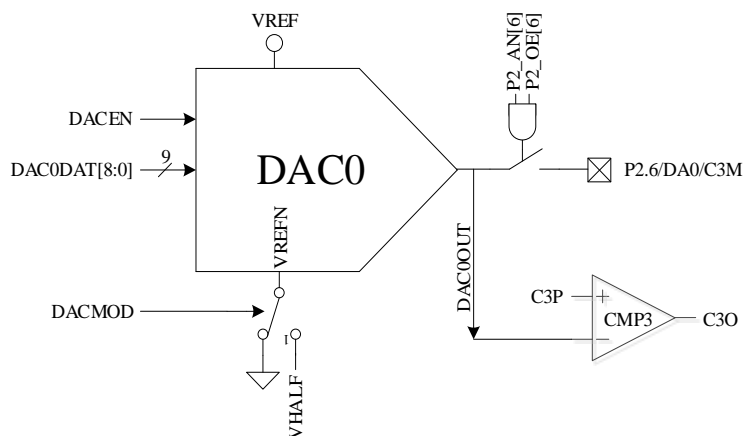 VREF
P2_AN[6]
P2_OE[6]
DACEN
9
DAC0DAT[8:0]
DAC0
P2.6/DA0/C3M
VREFN
DAC0OUT
DACMOD
C3P
+
CMP3
C3O
−
1
VHALF